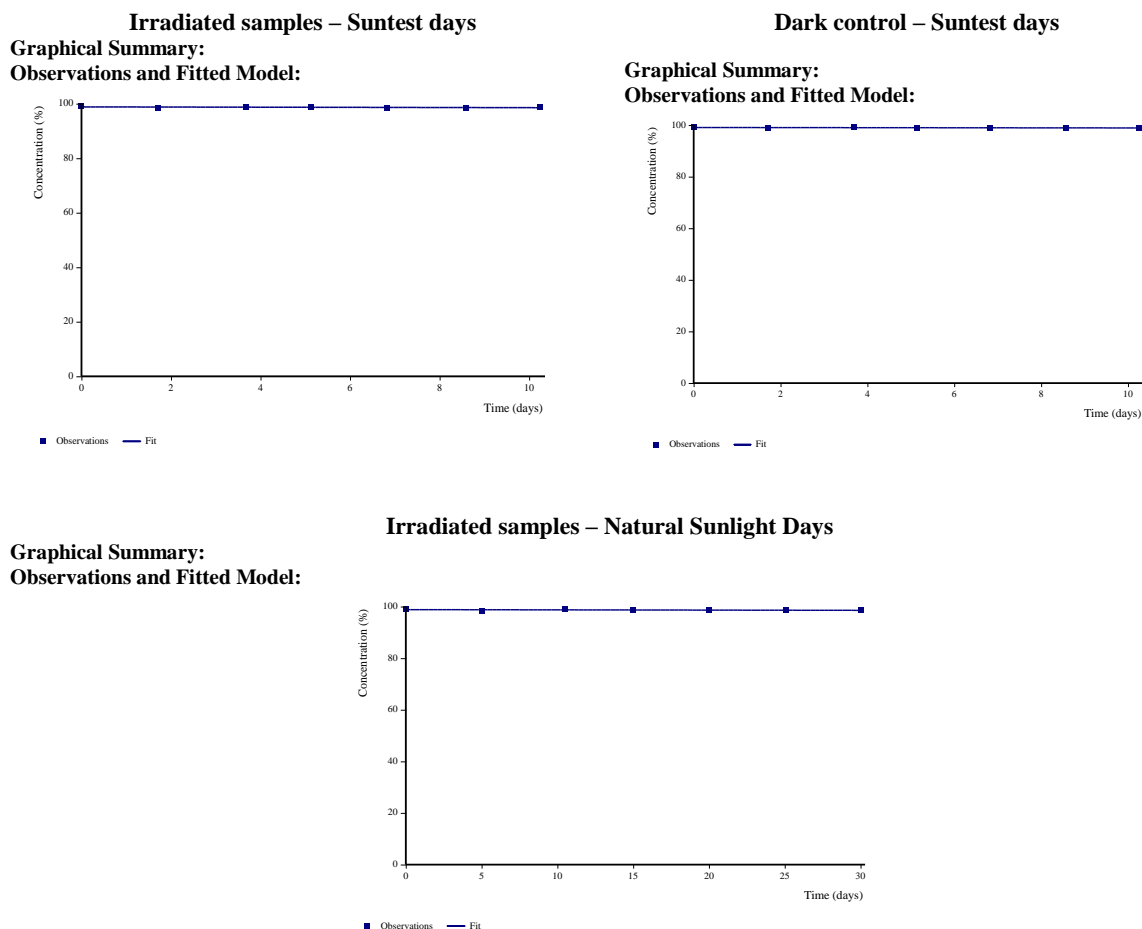 Irradiated samples – Suntest days
Graphical Summary:
Observations and Fitted Model:
100
80
60
40
20
0
Concentration (%)
0 2 4 6 8 10
Time (days)
Observations Fit
Dark control – Suntest days
Graphical Summary:
Observations and Fitted Model:
100
80
60
40
20
0
Concentration (%)
0 2 4 6 8 10
Time (days)
Observations Fit
Irradiated samples – Natural Sunlight Days
Graphical Summary:
Observations and Fitted Model:
100
80
60
40
20
0
Concentration (%)
0 5 10 15 20 25 30
Time (days)
Observations Fit